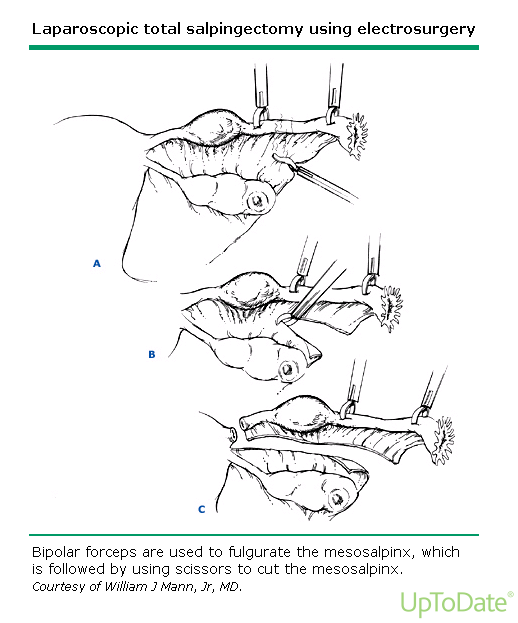 Laparoscopic total salpingectomy using electrosurgery
A
B
C
Bipolar forceps are used to fulgurate the mesosalpinx, which
is followed by using scissors to cut the mesosalpinx.
Courtesy of William J Mann, Jr, MD.
UpToDate®